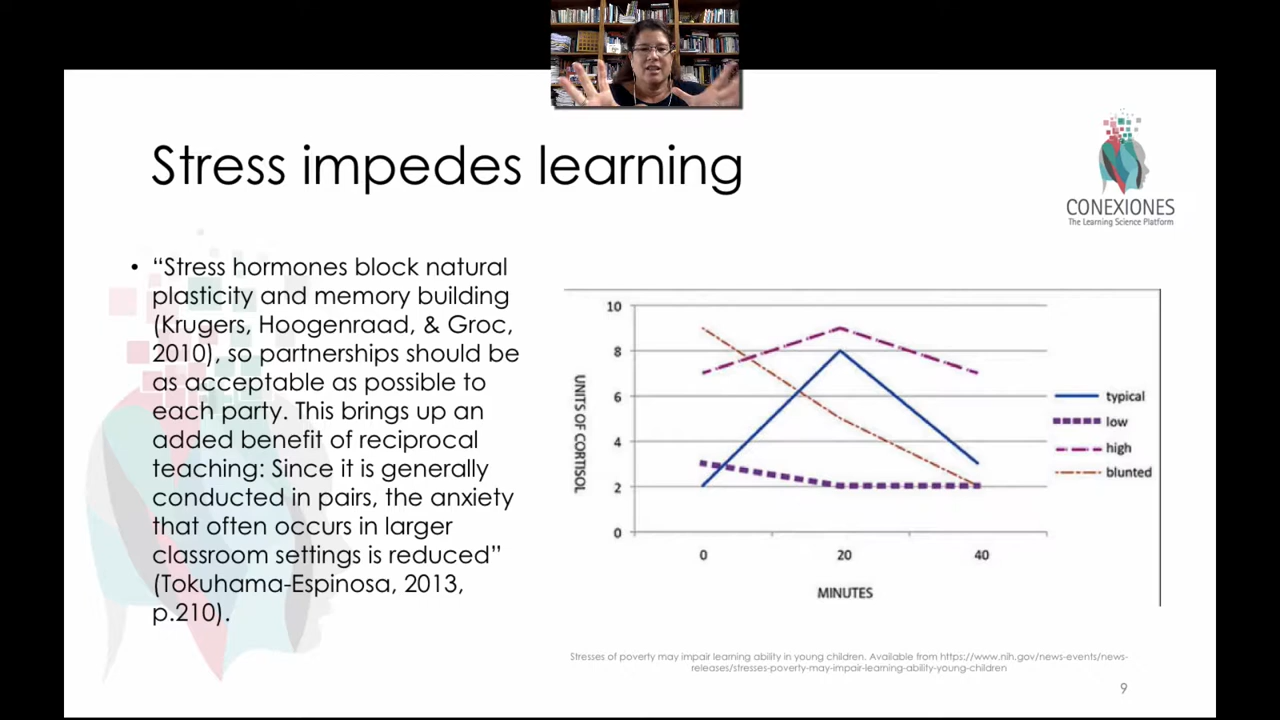 Stress impedes learning
CONEXIONES
The Learning Science Platform
• “Stress hormones block natural
plasticity and memory building
(Krugers, Hoogenraad, & Groc,
2010), so partnerships should be
as acceptable as possible to
each party. This brings up an
added benefit of reciprocal
teaching: Since it is generally
conducted in pairs, the anxiety
that often occurs in larger
classroom settings is reduced”
(Tokuhama-Espinosa, 2013,
p.210).
UNITS OF CORTISOL
10
8
6
4
2
0
0 20 40
MINUTES
typical
low
high
blunted
Stresses of poverty may impair learning ability in young children. Available from https://www.nih.gov/news-events/news-
releases/stresses-poverty-may-impair-learning-ability-young-children
9